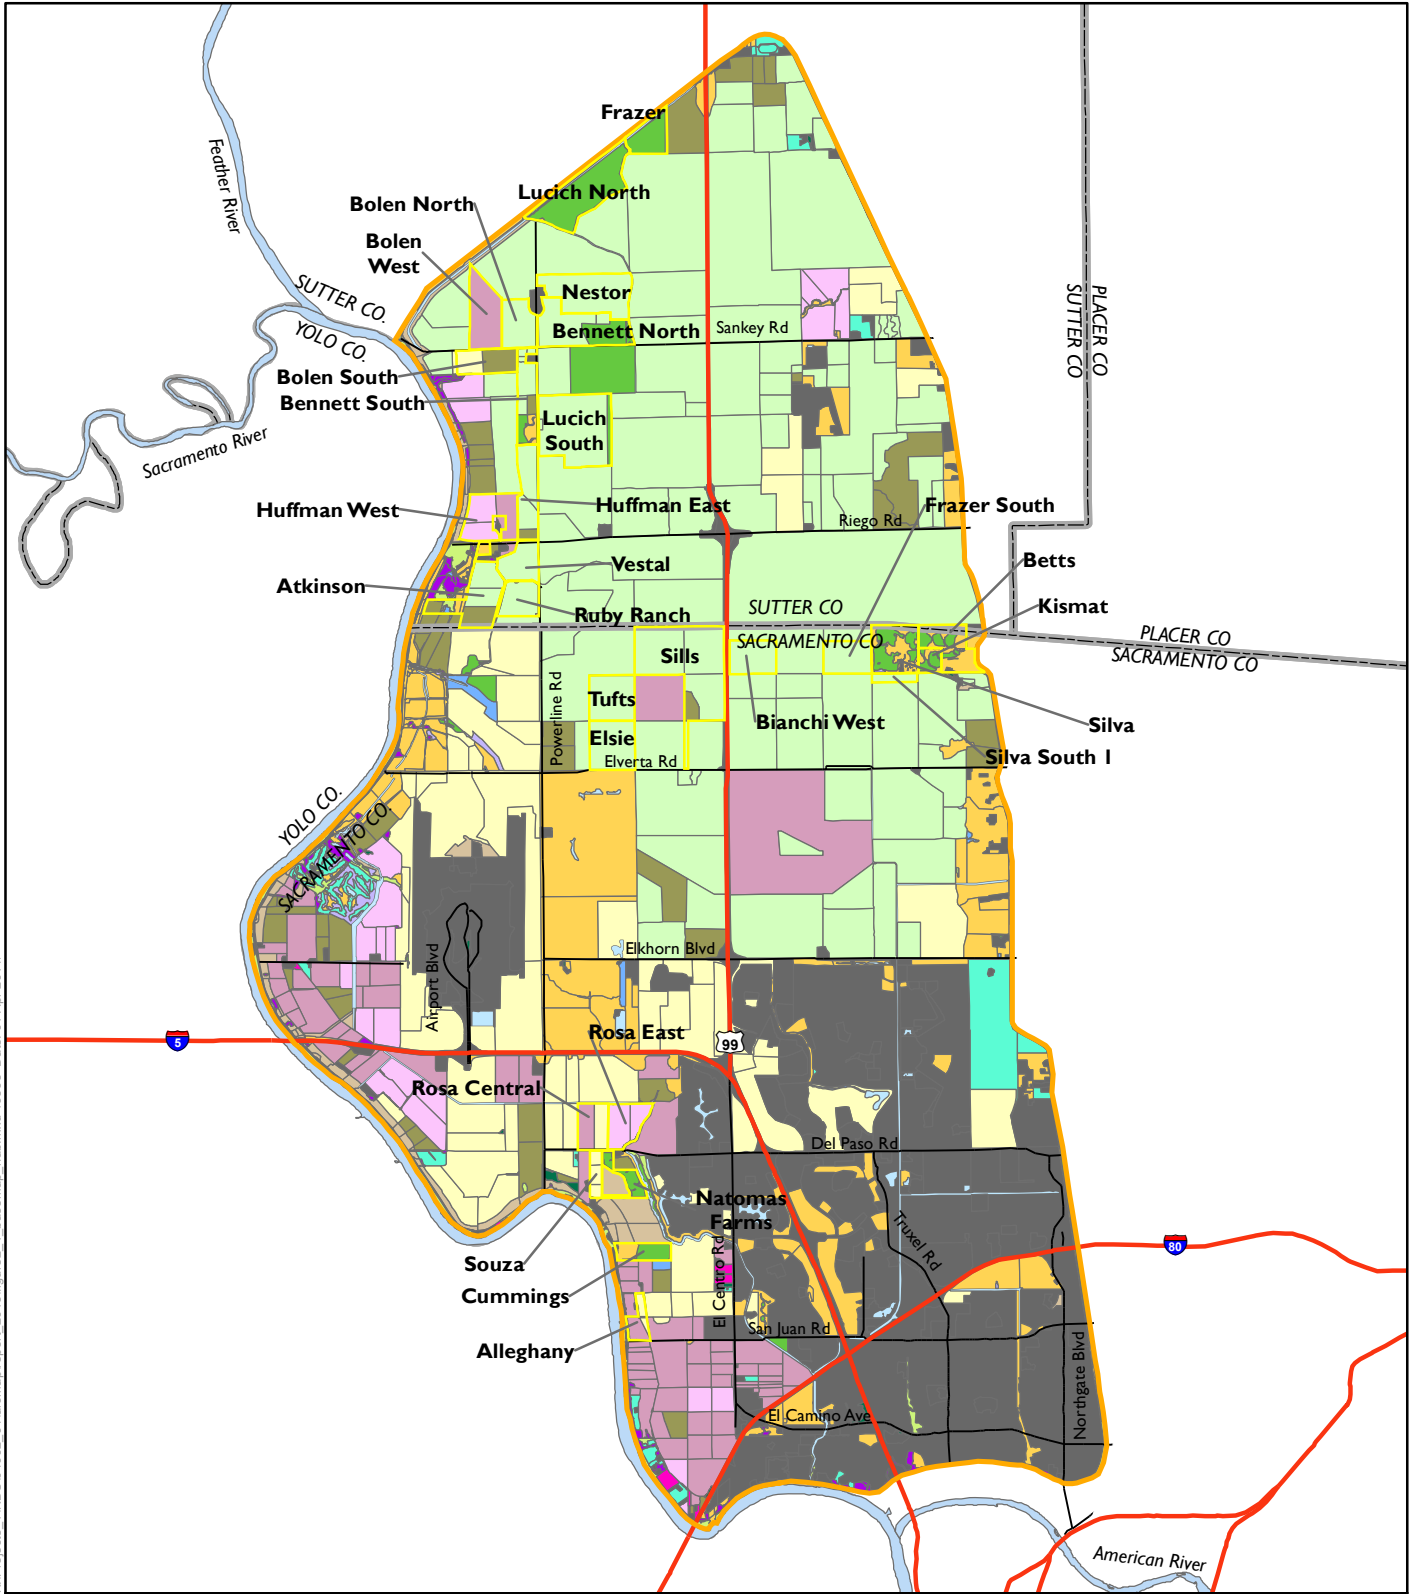 Frazer
Lucich North
Feather River
Bolen North
Bolen
West
SUTTER CO.
YOLO CO.
Nestor
Bennett North
Sankey Rd
PLACER CO
SUTTER CO
Bolen South
Bennett South
Lucich
South
Sacramento River
Huffman West
Huffman East
Riego Rd
Frazer South
Vestal
Betts
Atkinson
Ruby Ranch
Kismat
SUTTER CO
SACRAMENTO CO
PLACER CO
SACRAMENTO CO
Sills
Tufts
Powerline Rd
Bianchi West
Silva
Elsie
Elverta Rd
Silva South 1
YOLO CO.
SACRAMENTO CO.
Elkhorn Blvd
Airport Blvd
5
Rosa East
99
Rosa Central
Del Paso Rd
Natomas
Farms
Truxel Rd
Souza
El Centro Rd
80
Cummings
San Juan Rd
Alleghany
Northgate Blvd
El Camino Ave
American River